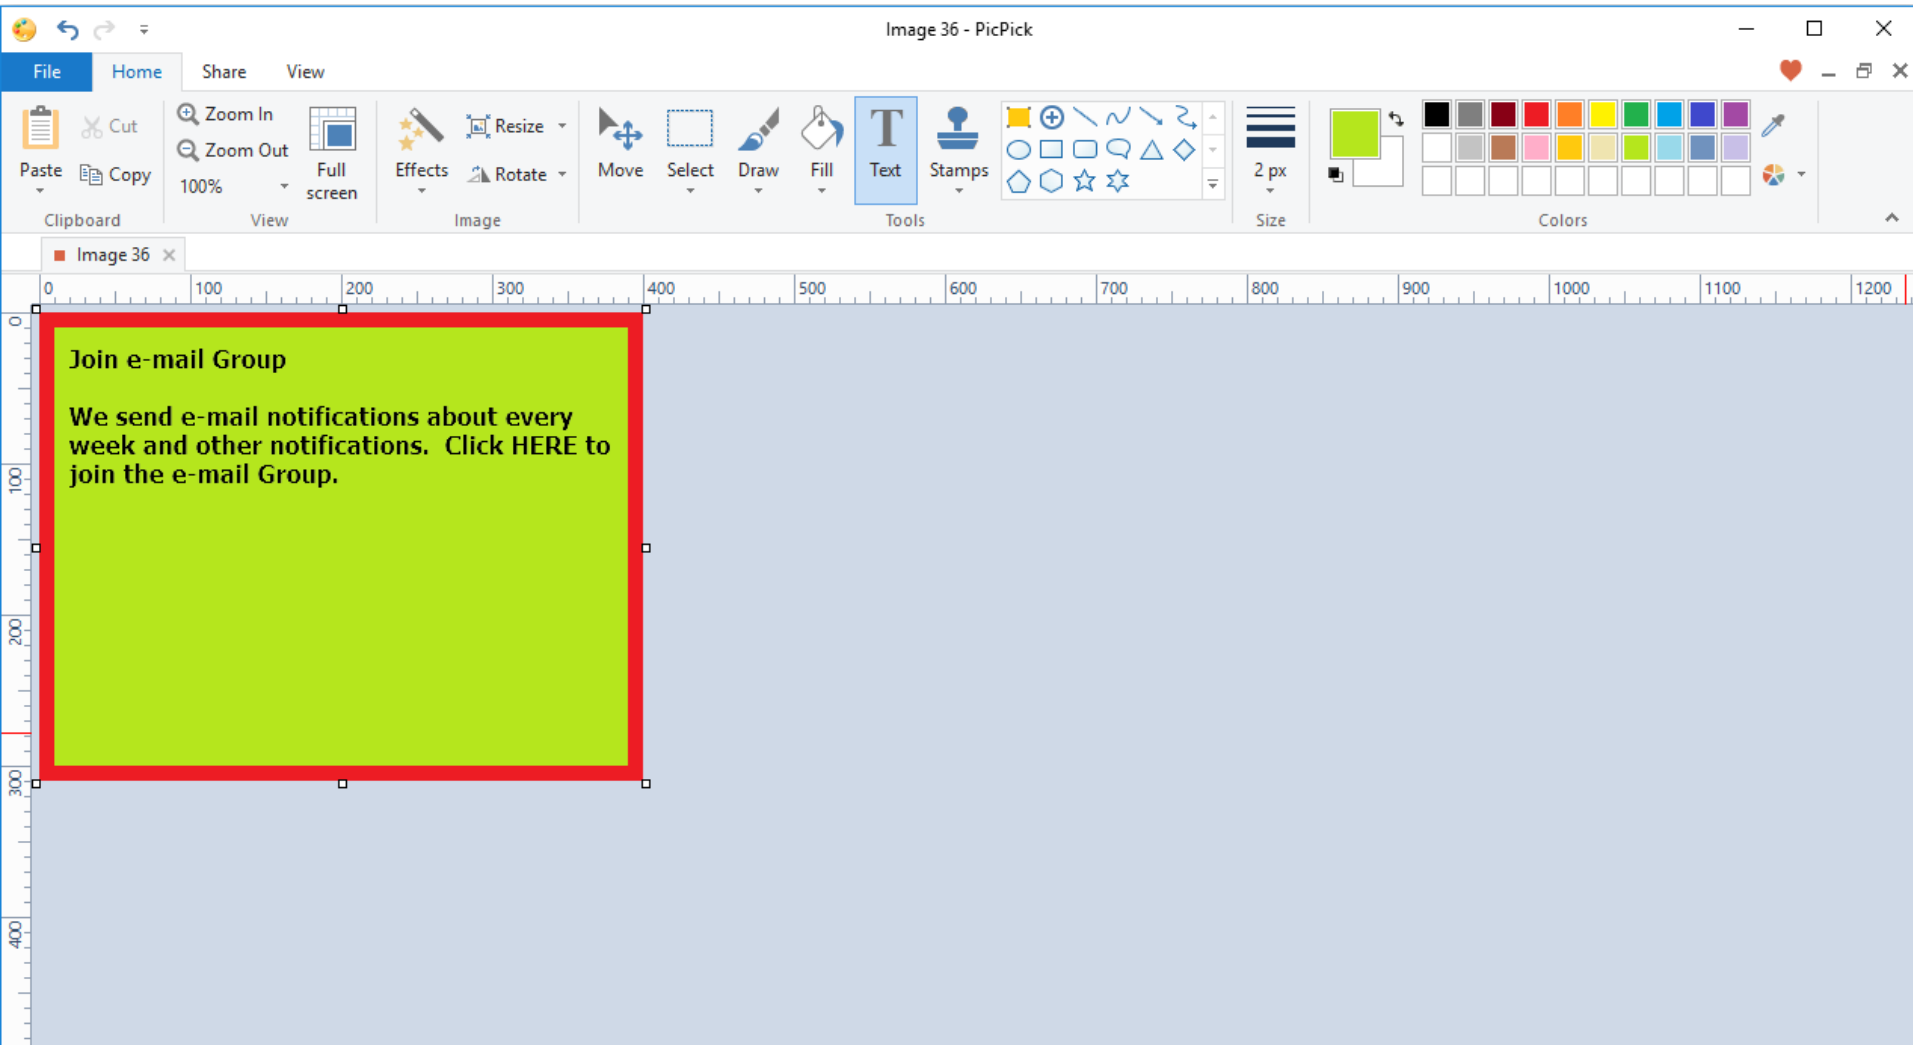 Image 36 - PicPick
File Home Share View
Paste Cut Copy Clipboard
Zoom In Zoom Out 100% Full screen View
Effects Resize Rotate Image
Move Select Draw Fill Text Stamps Tools
2 px Size
Colors
Image 36
0 100 200 300 400 500 600 700 800 900 1000 1100 1200
0
100
200
300
400
Join e-mail Group
We send e-mail notifications about every
week and other notifications.  Click HERE to
join the e-mail Group.